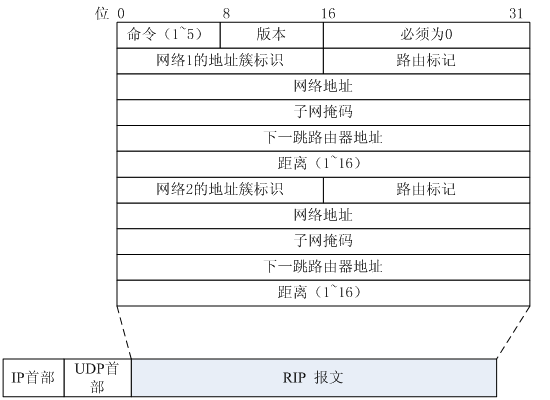 位 0 8 16 31
命令（1~5） 版本 必须为0
网络1的地址簇标识 路由标记
网络地址
子网掩码
下一跳路由器地址
距离（1~16）
网络2的地址簇标识 路由标记
网络地址
子网掩码
下一跳路由器地址
距离（1~16）
IP首部 UDP首部 RIP 报文